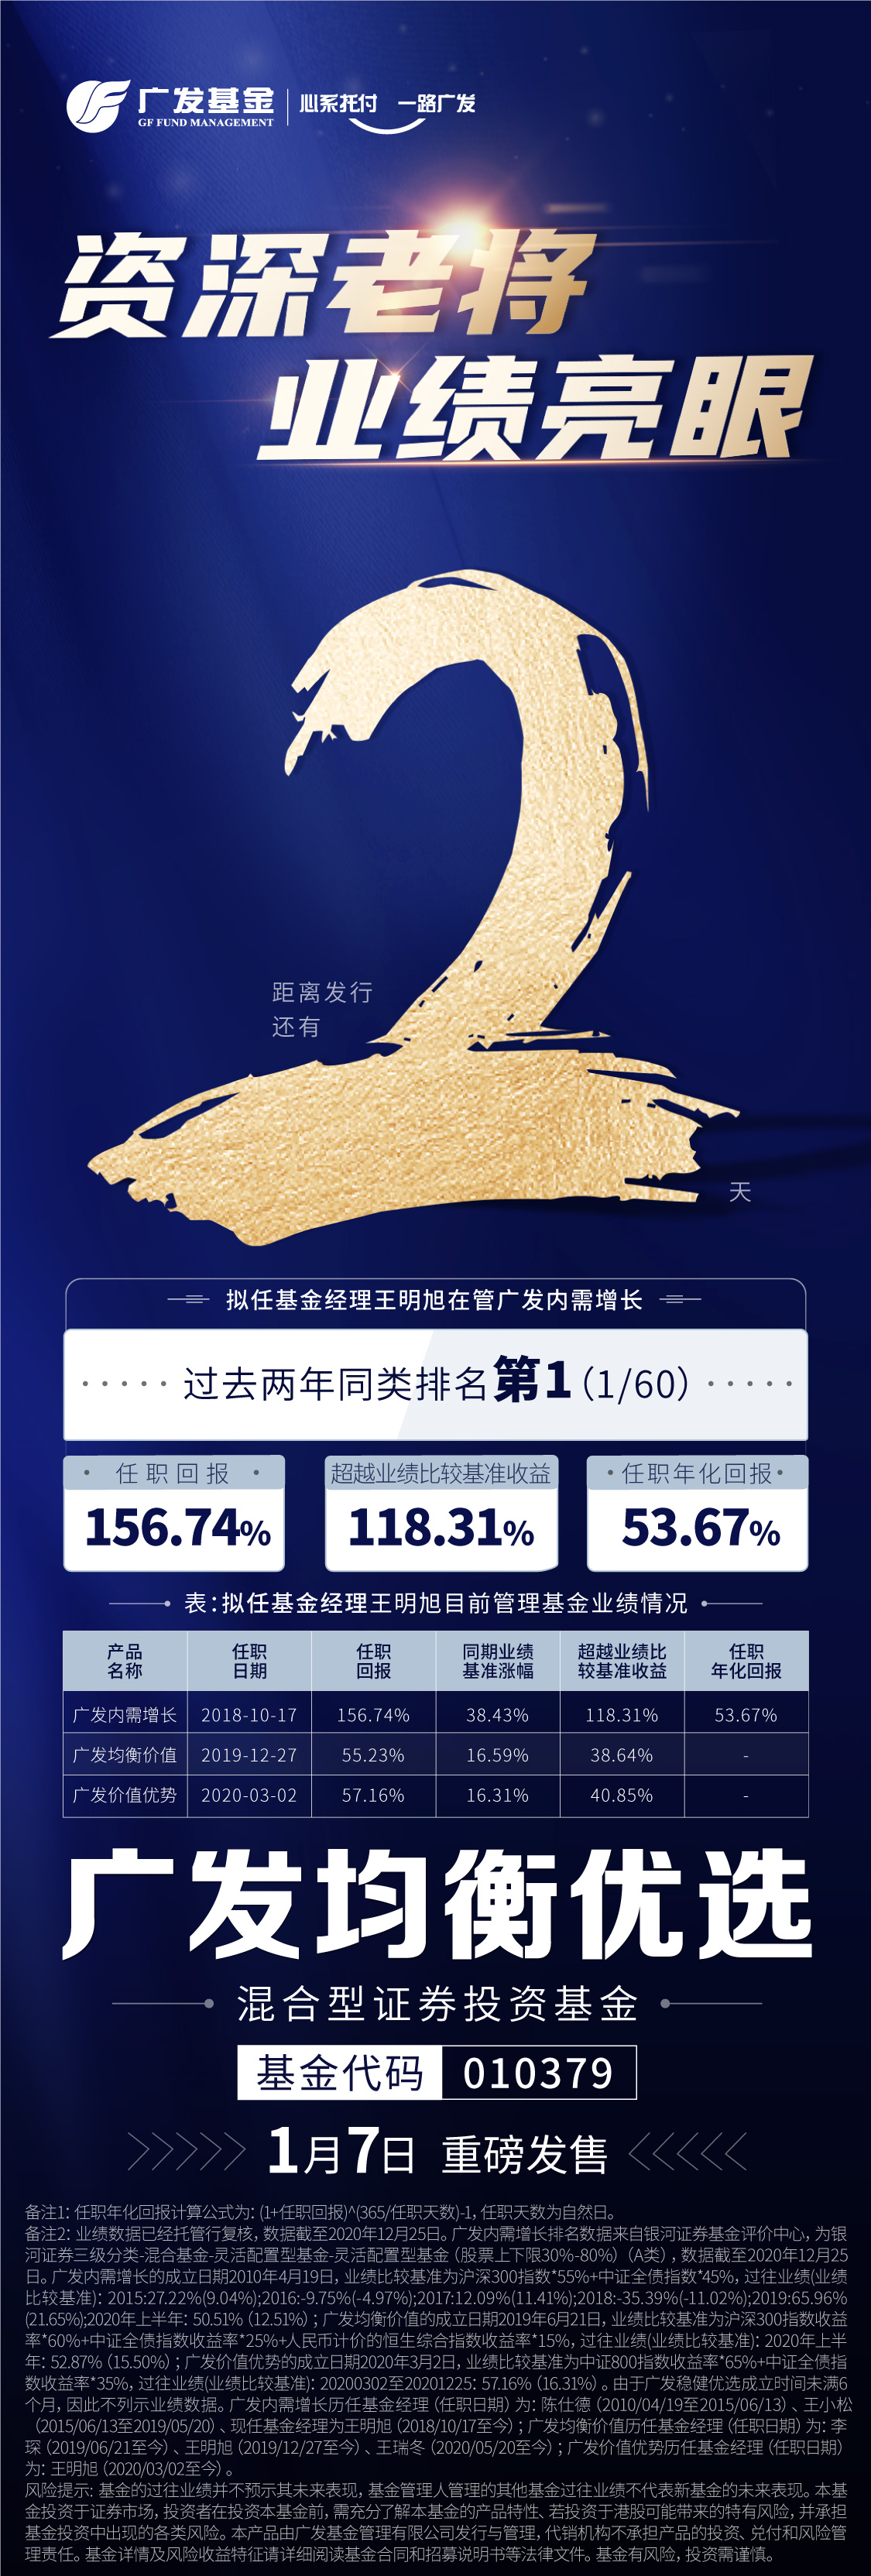 广发基金
GF FUND MANAGEMENT
心系托付 一路广发
资深老将
业绩亮眼
距离发行
还有
2
天
拟任基金经理王明旭在管广发内需增长
过去两年同类排名第1(1/60)
任职回报 超越业绩比较基准收益 任职年化回报
156.74% 118.31% 53.67%
表:拟任基金经理王明旭目前管理基金业绩情况
产品名称 任职日期 任职回报 同期业绩基准涨幅 超越业绩比较基准收益 任职年化回报
广发内需增长 2018-10-17 156.74% 38.43% 118.31% 53.67%
广发均衡价值 2019-12-27 55.23% 16.59% 38.64% -
广发价值优势 2020-03-02 57.16% 16.31% 40.85% -
广发均衡优选
混合型证券投资基金
基金代码 010379
1月7日 重磅发售
备注1: 任职年化回报计算公式为: (1+任职回报)^(365/任职天数)-1, 任职天数为自然日。
备注2: 业绩数据已经托管行复核, 数据截至2020年12月25日。广发内需增长排名数据来自银河证券基金评价中心, 为银
河证券三级分类-混合基金-灵活配置型基金-灵活配置型基金 (股票上下限30%-80%) (A类), 数据截至2020年12月25
日。广发内需增长的成立日期2010年4月19日, 业绩比较基准为沪深300指数*55%+中证全债指数*45%, 过往业绩(业绩
比较基准): 2015:27.22%(9.04%);2016:-9.75%(-4.97%);2017:12.09%(11.41%);2018:-35.39%(-11.02%);2019:65.96%
(21.65%);2020年上半年: 50.51% (12.51%) ; 广发均衡价值的成立日期2019年6月21日, 业绩比较基准为沪深300指数收益
率*60%+中证全债指数收益率*25%+人民币计价的恒生综合指数收益率*15%, 过往业绩(业绩比较基准): 2020年上半
年: 52.87% (15.50%) ; 广发价值优势的成立日期2020年3月2日, 业绩比较基准为中证800指数收益率*65%+中证全债指
数收益率*35%, 过往业绩(业绩比较基准): 20200302至20201225: 57.16% (16.31%) 。由于广发稳健优选成立时间未满6
个月, 因此不列示业绩数据。广发内需增长历任基金经理 (任职日期) 为: 陈仕德 (2010/04/19至2015/06/13) 、王小松
(2015/06/13至2019/05/20) 、现任基金经理为王明旭 (2018/10/17至今) ; 广发均衡价值历任基金经理 (任职日期) 为: 李
琛 (2019/06/21至今) 、王明旭 (2019/12/27至今) 、王瑞冬 (2020/05/20至今) ; 广发价值优势历任基金经理 (任职日期)
为: 王明旭 (2020/03/02至今) 。
风险提示: 基金的过往业绩并不预示其未来表现, 基金管理人管理的其他基金过往业绩不代表新基金的未来表现。本基
金投资于证券市场, 投资者在投资本基金前, 需充分了解本基金的产品特性、若投资于港股可能带来的特有风险, 并承担
基金投资中出现的各类风险。本产品由广发基金管理有限公司发行与管理, 代销机构不承担产品的投资、兑付和风险管
理责任。基金详情及风险收益特征请详细阅读基金合同和招募说明书等法律文件。基金有风险, 投资需谨慎。